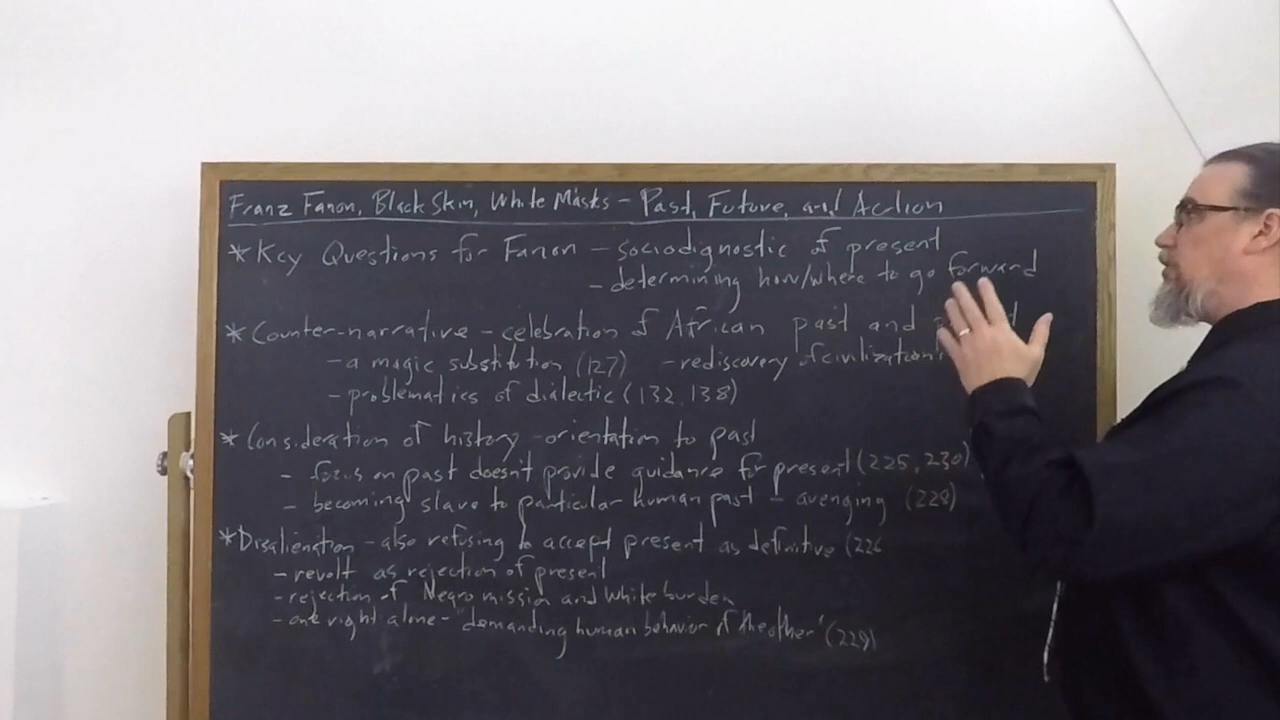 Franz Fanon, Black Skin, White Masks - Past, Future, and Action
* Key Questions for Fanon - sociodignostic of present
- determining how/where to go forward
* Counter-narrative - celebration of African past and
- a magic substitution (127) - rediscovery of civilization
- problematics of dialectic (132, 138)
* Consideration of history - orientation to past
- focus on past doesn't provide guidance for present (225, 230)
- becoming slave to particular human past - avenging (228)
* Disalienation - also refusing to accept present as definitive (226
- revolt as rejection of present
- rejection of Negro mission and white burden
- one right alone - "demanding human behavior of the other" (229)